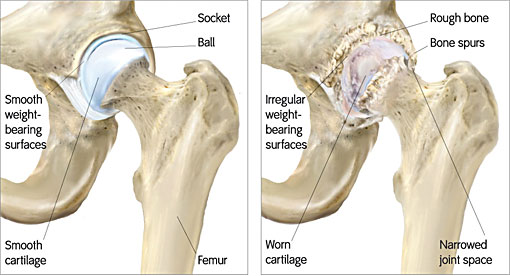 Socket
Ball
Smooth
weight-
bearing
surfaces
Smooth
cartilage
Femur
Rough bone
Bone spurs
Irregular
weight-
bearing
surfaces
Worn
cartilage
Narrowed
joint space